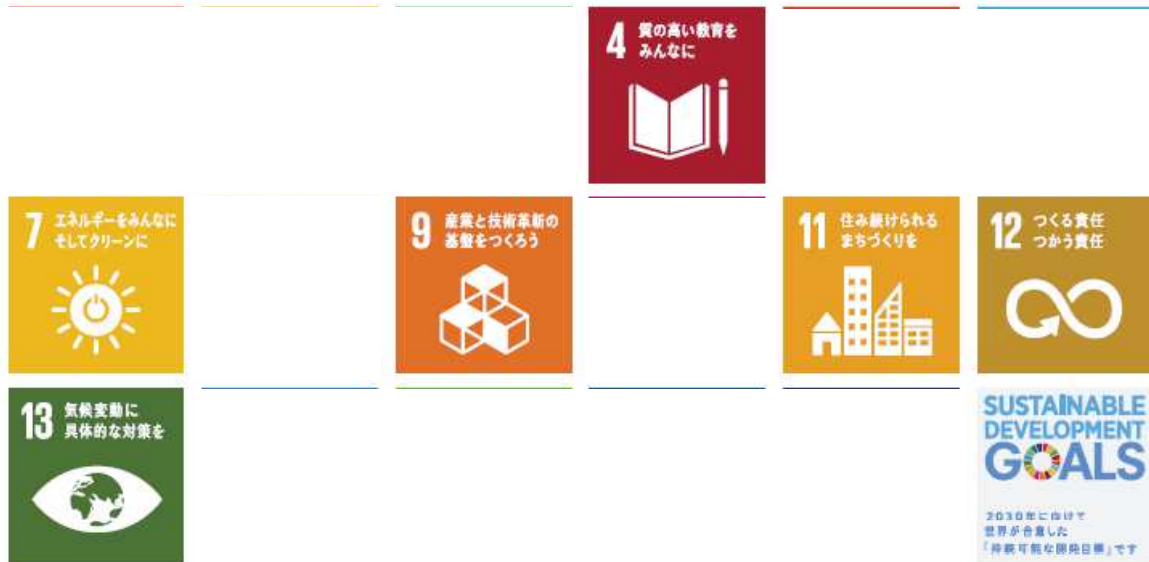 4 質の高い教育を
みんなに
7 エネルギーをみんなに
そしてクリーンに
9 産業と技術革新の
基盤をつくろう
11 住み続けられる
まちづくりを
12 つくる責任
つかう責任
13 気候変動に
具体的な対策を
SUSTAINABLE
DEVELOPMENT
GOALS
2030年に向けて
世界が合意した
「持続可能な開発目標」です